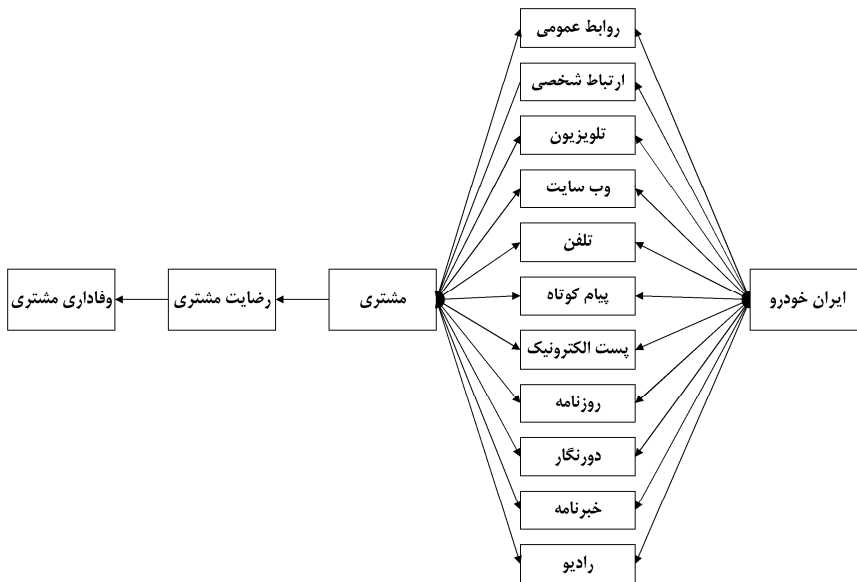 روابط عمومی
ارتباط شخصی
تلویزیون
وب سایت
تلفن
ایران خودرو
پیام کوتاه
مشتری
رضایت مشتری
وفاداری مشتری
پست الکترونیک
روزنامه
دورنگار
خبرنامه
رادیو